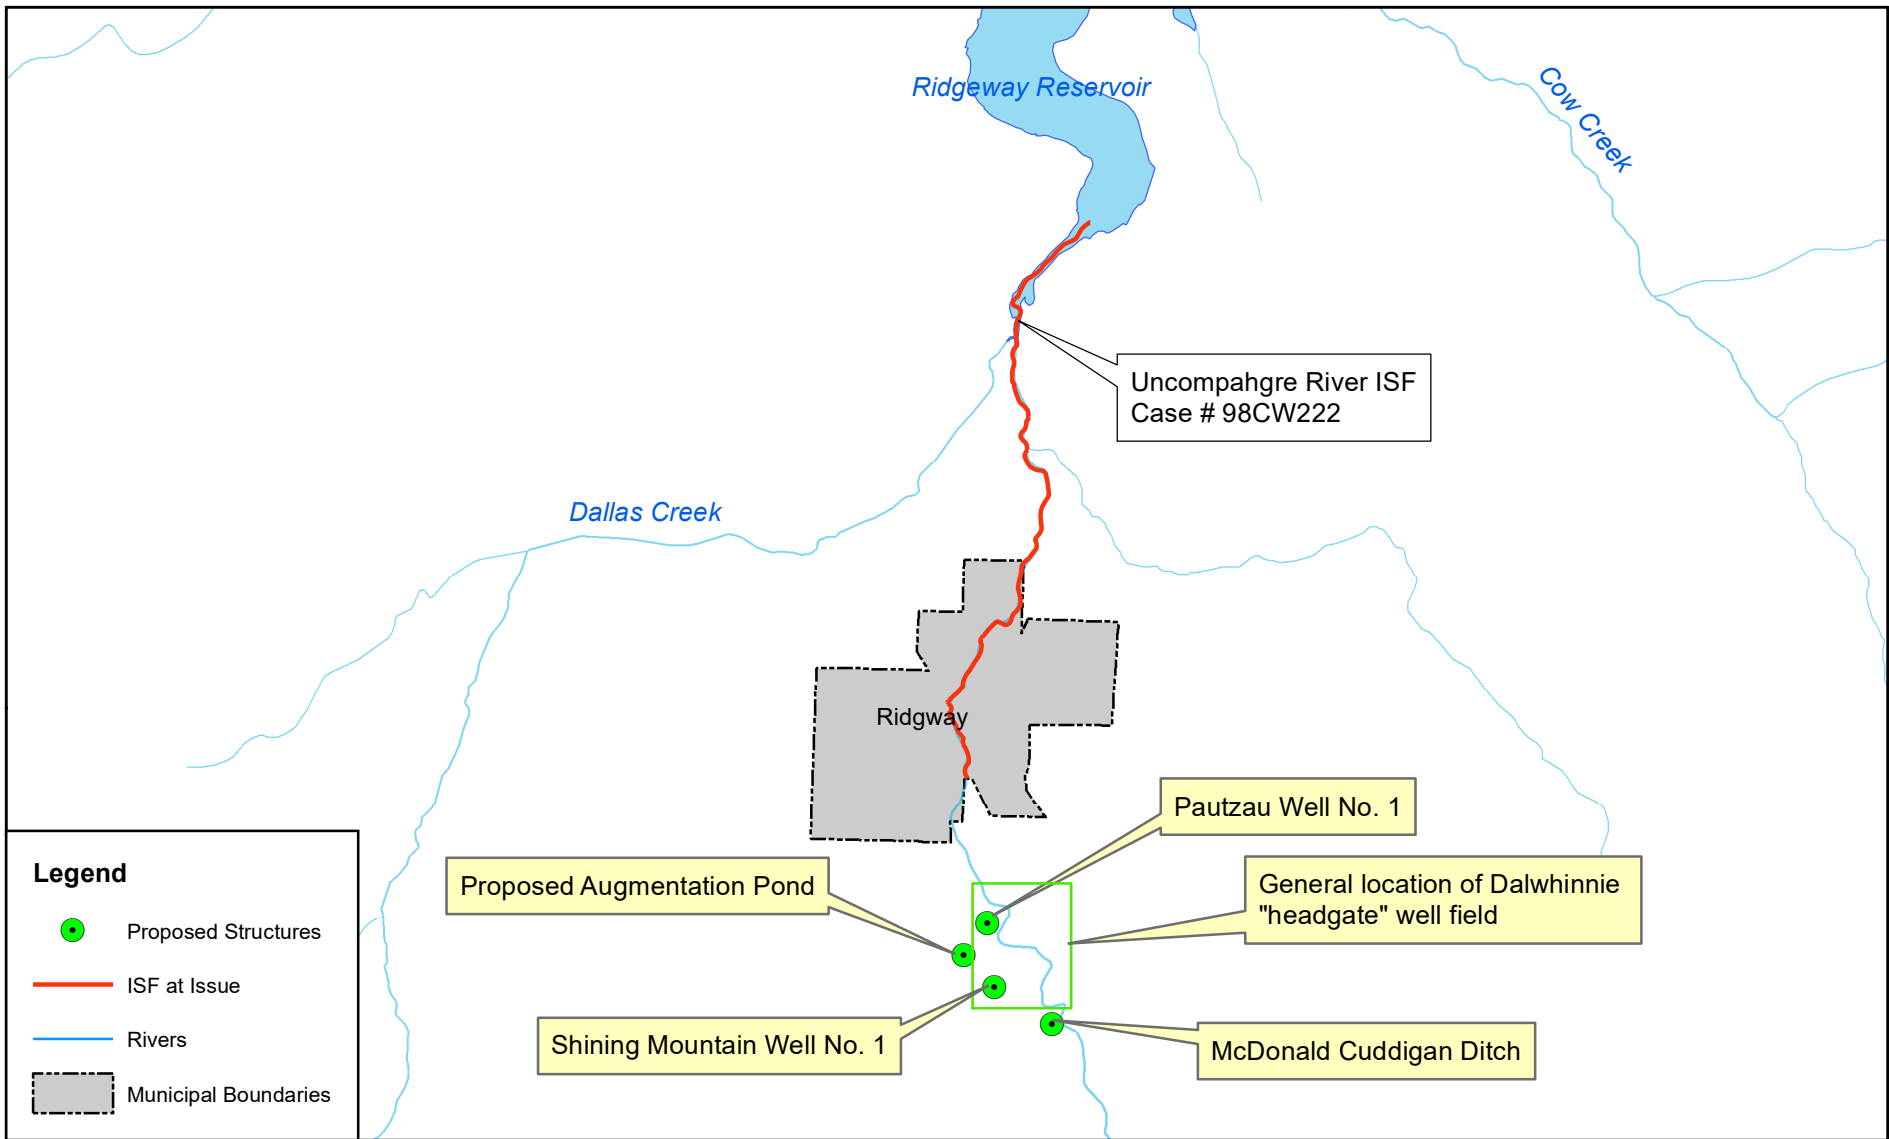 Ridgeway Reservoir
Cow Creek
Uncompahgre River ISF
Case # 98CW222
Dallas Creek
Ridgway
Pautzau Well No. 1
Proposed Augmentation Pond
General location of Dalwhinnie
"headgate" well field
Shining Mountain Well No. 1
McDonald Cuddigan Ditch
Legend
Proposed Structures
ISF at Issue
Rivers
Municipal Boundaries